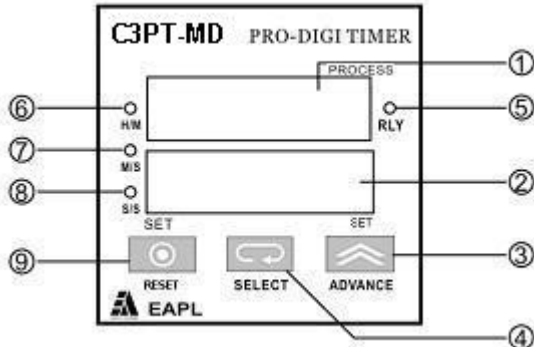 C3PT-MD PRO-DIGI TIMER
PROCESS
①
⑥ H/M
RLY ⑤
⑦ M/S
⑧ S/S
②
SET SET
⑨
③
RESET SELECT ADVANCE
EAPL
④